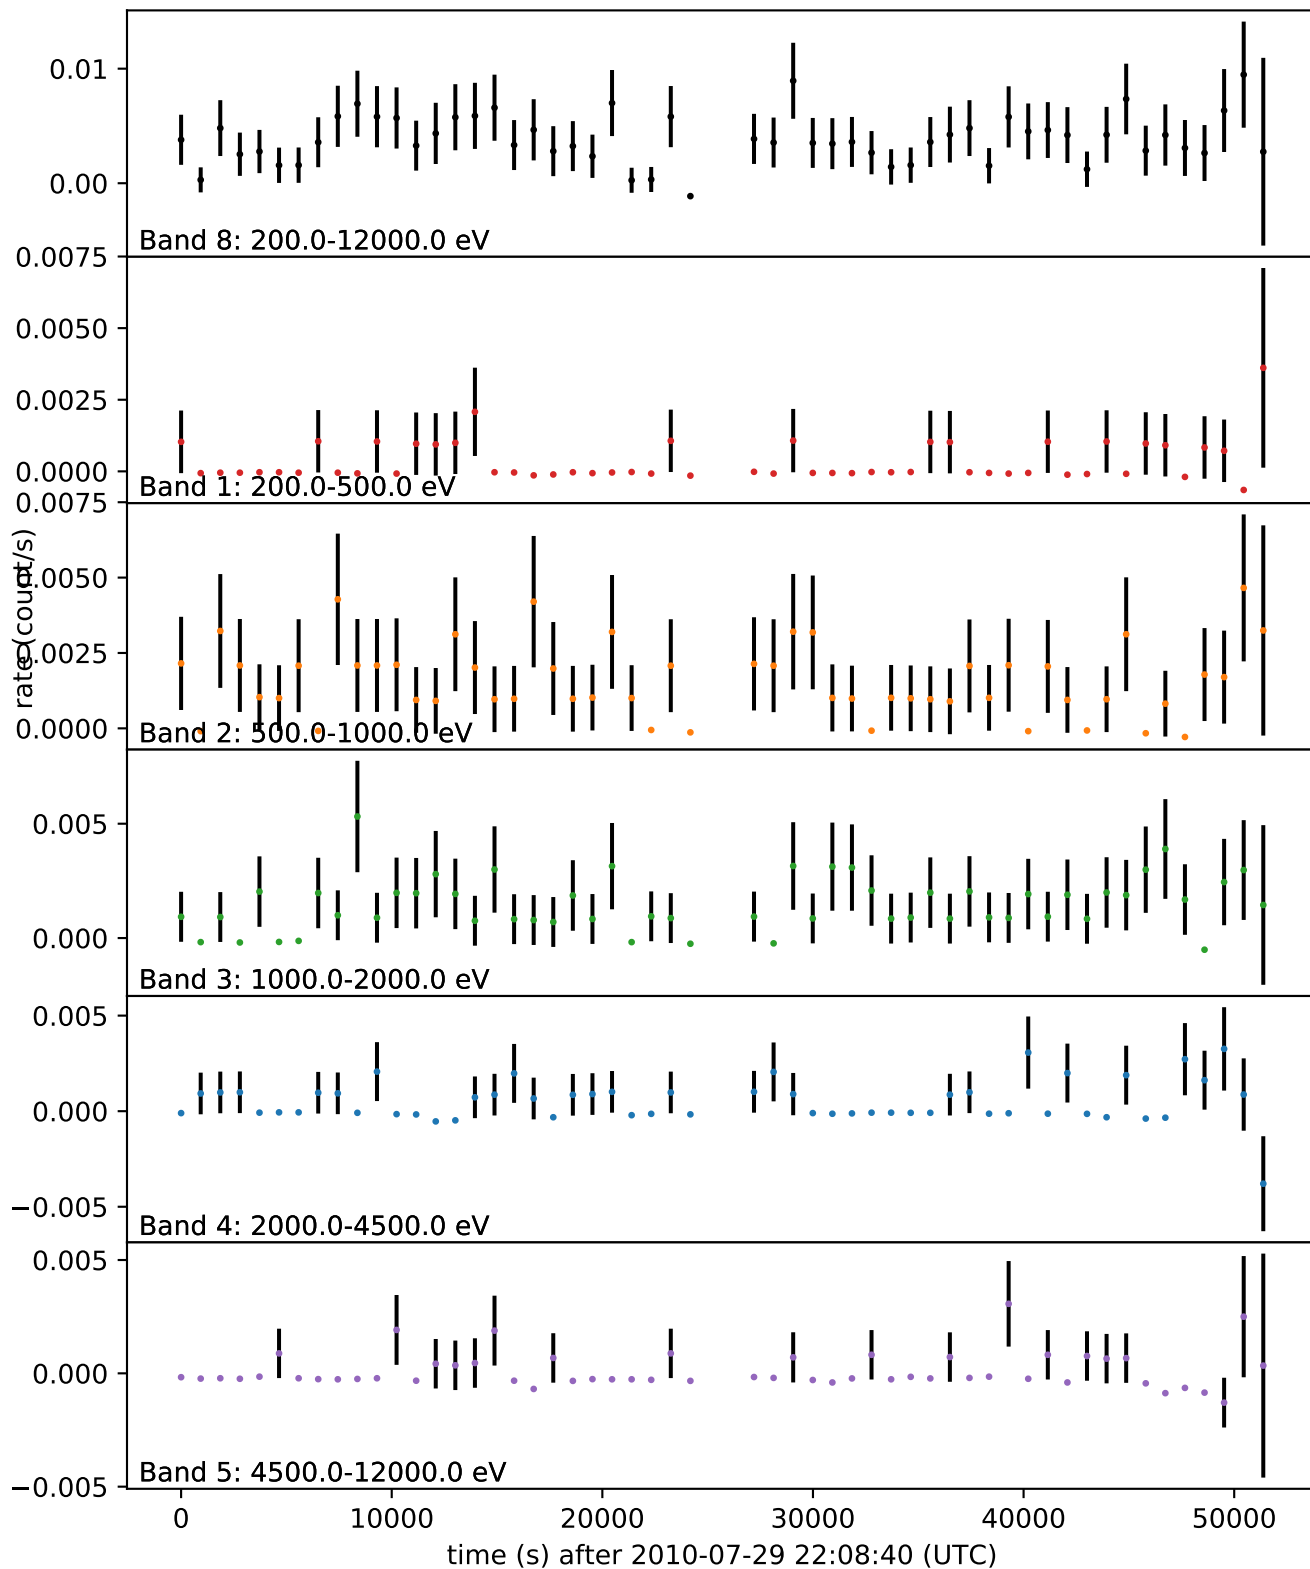 0.01
0.00
Band 8: 200.0-12000.0 eV
0.0075
0.0050
0.0025
0.0000
Band 1: 200.0-500.0 eV
0.0075
0.0050
rate (count/s)
0.0025
0.0000
Band 2: 500.0-1000.0 eV
0.005
0.000
Band 3: 1000.0-2000.0 eV
0.005
0.000
−0.005
Band 4: 2000.0-4500.0 eV
0.005
0.000
−0.005
Band 5: 4500.0-12000.0 eV
0 10000 20000 30000 40000 50000
time (s) after 2010-07-29 22:08:40 (UTC)